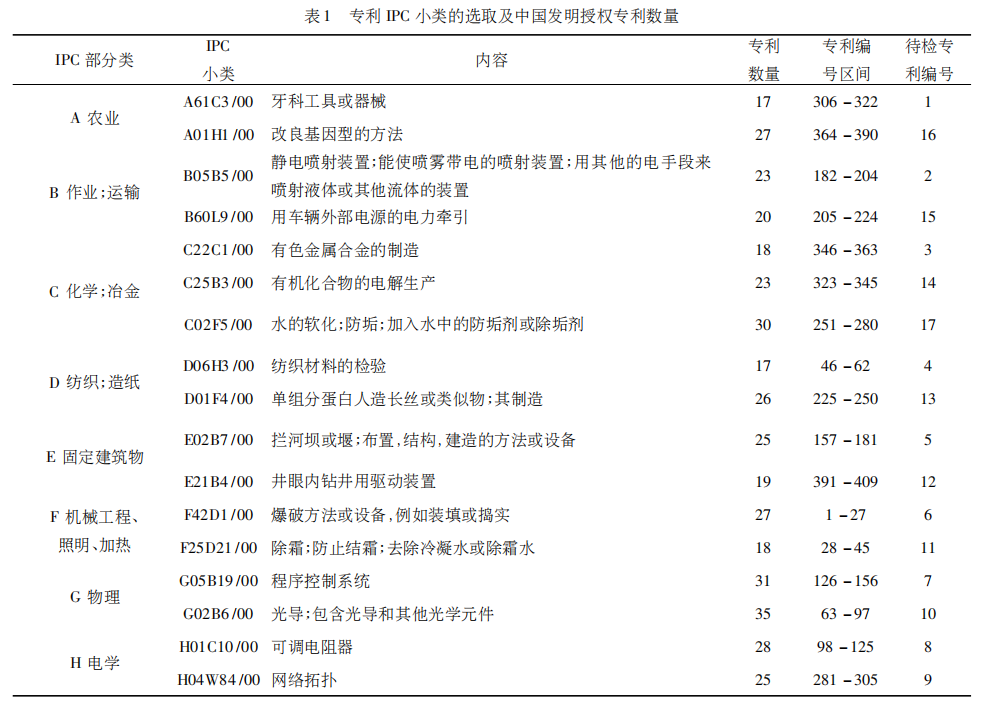 表1 专利 IPC 小类的选取及中国发明授权专利数量
IPC 部分类 IPC 小类 内容 专利数量 专利编号区间 待检专利编号
A 农业 A61C3/00 牙科工具或器械 17 306-322 1
A01H1/00 改良基因型的方法 27 364-390 16
B 作业;运输 B05B5/00 静电喷射装置;能使喷雾带电的喷射装置;用其他的电手段来
喷射液体或其他流体的装置 23 182-204 2
B60L9/00 用车辆外部电源的电力牵引 20 205-224 15
C 化学;冶金 C22C1/00 有色金属合金的制造 18 346-363 3
C25B3/00 有机化合物的电解生产 23 323-345 14
C02F5/00 水的软化;防垢;加入水中的防垢剂或除垢剂 30 251-280 17
D 纺织;造纸 D06H3/00 纺织材料的检验 17 46-62 4
D01F4/00 单组分蛋白人造长丝或类似物;其制造 26 225-250 13
E 固定建筑物 E02B7/00 拦河坝或堰;布置,结构,建造的方法或设备 25 157-181 5
E21B4/00 井眼内钻井用驱动装置 19 391-409 12
F 机械工程、照明、加热 F42D1/00 爆破方法或设备,例如装填或捣实 27 1-27 6
F25D21/00 除霜;防止结霜;去除冷凝水或除霜水 18 28-45 11
G 物理 G05B19/00 程序控制系统 31 126-156 7
G02B6/00 光导;包含光导和其他光学元件 35 63-97 10
H 电学 H01C10/00 可调电阻器 28 98-125 8
H04W84/00 网络拓扑 25 281-305 9